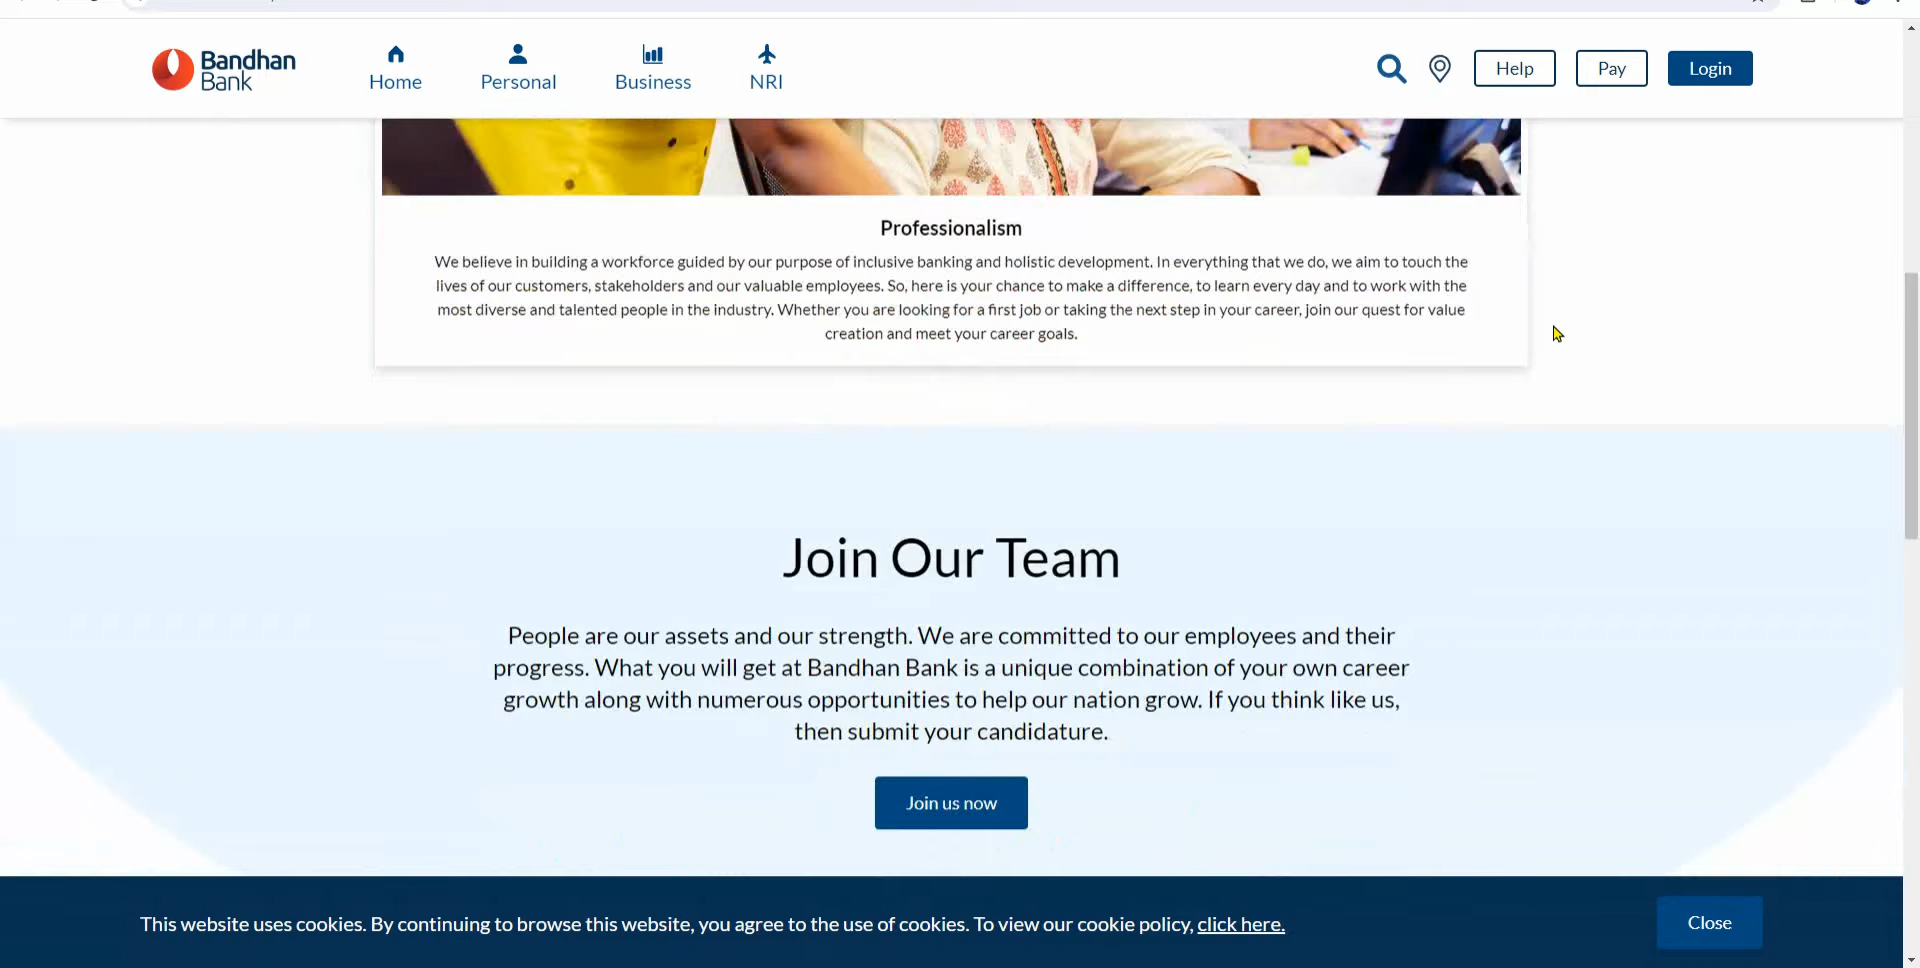 Bandhan
Bank
Home
Personal
Business
NRI
Help
Pay
Login
Professionalism
We believe in building a workforce guided by our purpose of inclusive banking and holistic development. In everything that we do, we aim to touch the
lives of our customers, stakeholders and our valuable employees. So, here is your chance to make a difference, to learn every day and to work with the
most diverse and talented people in the industry. Whether you are looking for a first job or taking the next step in your career, join our quest for value
creation and meet your career goals.
Join Our Team
People are our assets and our strength. We are committed to our employees and their
progress. What you will get at Bandhan Bank is a unique combination of your own career
growth along with numerous opportunities to help our nation grow. If you think like us,
then submit your candidature.
Join us now
This website uses cookies. By continuing to browse this website, you agree to the use of cookies. To view our cookie policy, click here.
Close